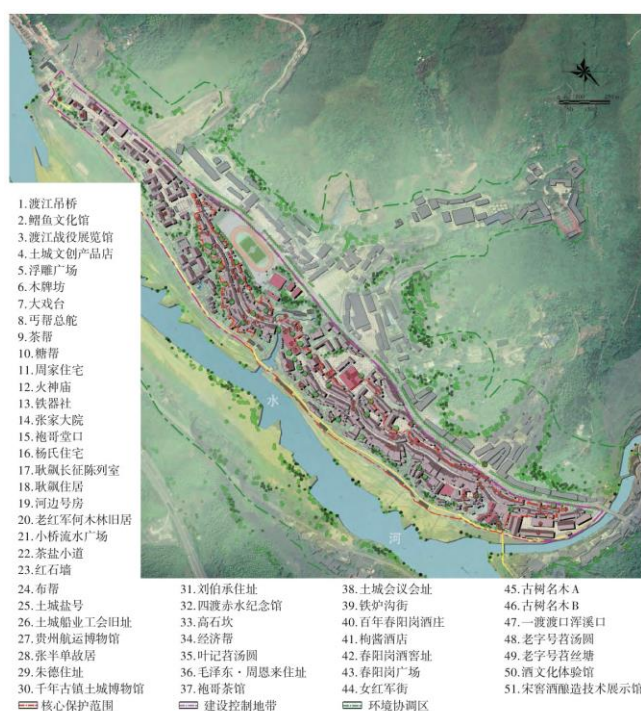 1.渡江吊桥
2.鳛鱼文化馆
3.渡江战役展览馆
4.土城文创产品店
5.浮雕广场
6.木牌坊
7.大戏台
8.丐帮总舵
9.茶帮
10.糖帮
11.周家住宅
12.火神庙
13.铁器社
14.张家大院
15.袍哥堂口
16.杨氏住宅
17.耿飙长征陈列室
18.耿飙住居
19.河边号房
20.老红军何木林旧居
21.小桥流水广场
22.茶盐小道
23.红石墙
24.布帮
25.土城盐号
26.土城船业工会旧址
27.贵州航运博物馆
28.张半单故居
29.朱德住址
30.千年古镇土城博物馆
31.刘伯承住址
32.四渡赤水纪念馆
33.高石坎
34.经济帮
35.叶记苕汤圆
36.毛泽东·周恩来住址
37.袍哥茶馆
38.土城会议会址
39.铁炉沟街
40.百年春阳岗酒庄
41.枸酱酒店
42.春阳岗酒窖址
43.春阳岗广场
44.女红军街
45.古树名木A
46.古树名木B
47.一渡渡口浑溪口
48.老字号苕汤圆
49.老字号苕丝塘
50.酒文化体验馆
51.宋窖酒酿造技术展示馆
核心保护范围 建设控制地带 环境协调区
水
河